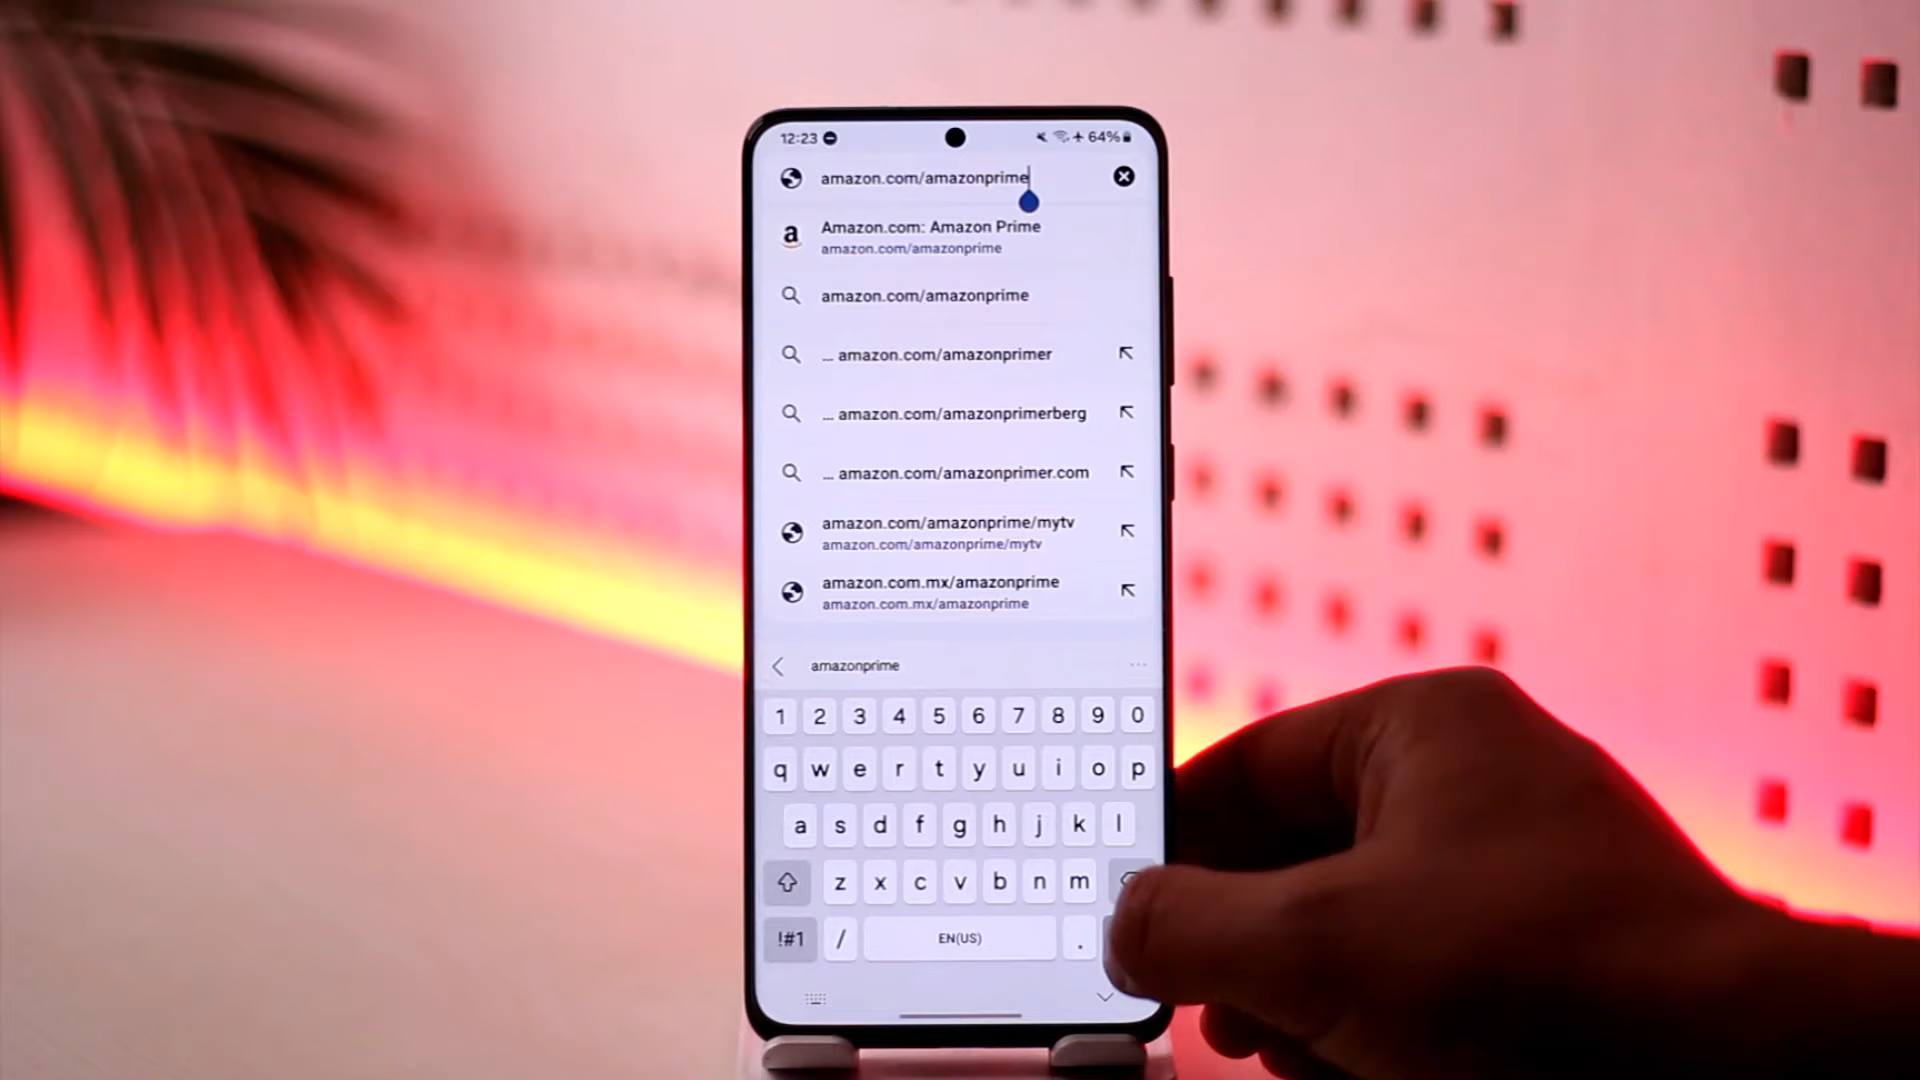 12:23
64%
amazon.com/amazonprime
a
Amazon.com: Amazon Prime
amazon.com/amazonprime
amazon.com/amazonprime
... amazon.com/amazonprimer
... amazon.com/amazonprimerberg
... amazon.com/amazonprimer.com
amazon.com/amazonprime/mytv
amazon.com/amazonprime/mytv
amazon.com.mx/amazonprime
amazon.com.mx/amazonprime
amazonprime
1 2 3 4 5 6 7 8 9 0
q w e r t y u i o p
a s d f g h j k l
z x c v b n m
!#1 / EN(US) .